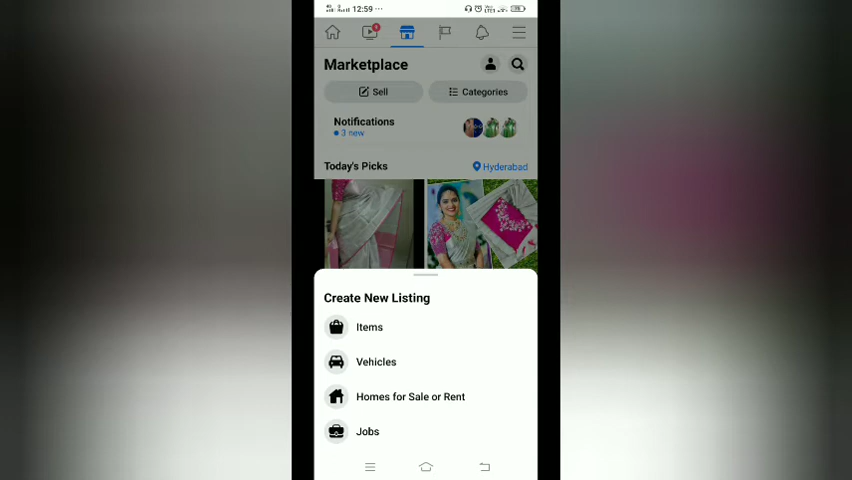 12:59 ...
Marketplace
Sell
Categories
Notifications
3 new
Today's Picks
Hyderabad
Create New Listing
Items
Vehicles
Homes for Sale or Rent
Jobs